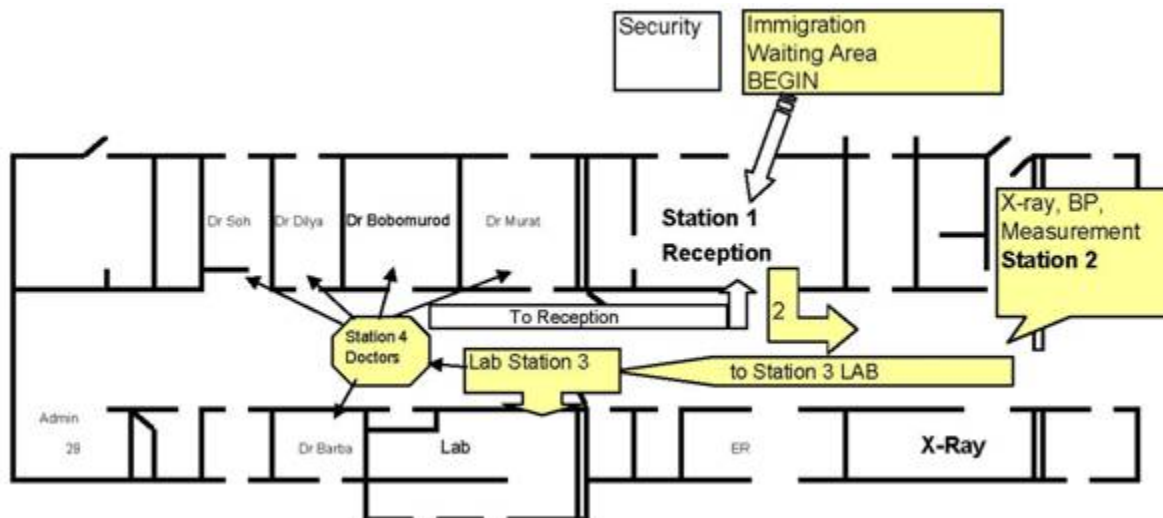 Security
Immigration
Waiting Area
BEGIN
Dr Soh
Dr Dilya
Dr Bobomurod
Dr Murat
Station 1
Reception
X-ray, BP,
Measurement
Station 2
2
To Reception
Station 4
Doctors
Lab Station 3
to Station 3 LAB
Admin
29
Dr Barba
Lab
ER
X-Ray